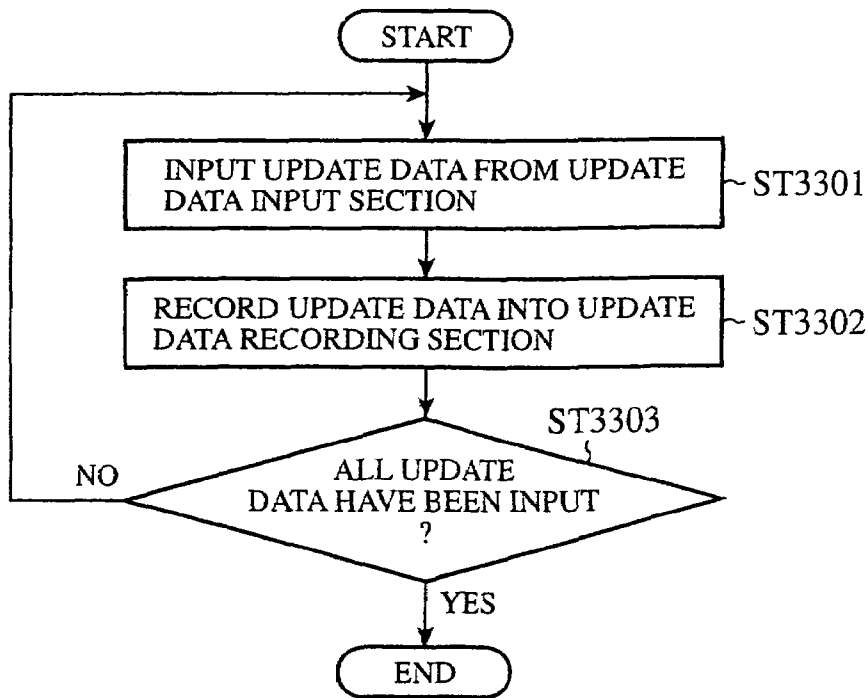 START
INPUT UPDATE DATA FROM UPDATE
DATA INPUT SECTION
ST3301
RECORD UPDATE DATA INTO UPDATE
DATA RECORDING SECTION
ST3302
ST3303
NO
ALL UPDATE
DATA HAVE BEEN INPUT
?
YES
END